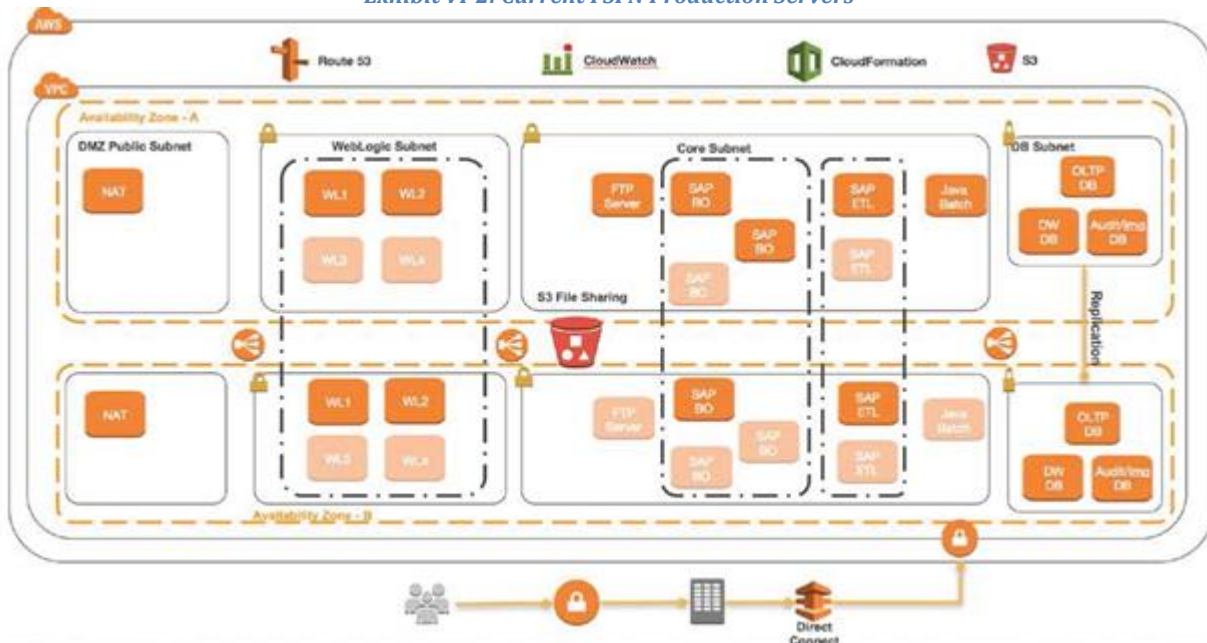 Exhibit VI-2: Current FSFN Production Servers
AWS
Route 53
CloudWatch
CloudFormation
S3
VPC
Availability Zone - A
DMZ Public Subnet
WebLogic Subnet
Core Subnet
DB Subnet
NAT
WL1
WL2
WL3
WL4
FTP
Server
SAP
BO
SAP
BO
SAP
BO
SAP
ETL
SAP
ETL
Java
Batch
OLTP
DB
DW
DB
Audit/Img
DB
S3 File Sharing
Replication
NAT
WL1
WL2
WL3
WL4
FTP
Server
SAP
BO
SAP
BO
SAP
BO
SAP
ETL
SAP
ETL
Java
Batch
OLTP
DB
DW
DB
Audit/Img
DB
Availability Zone - B
Direct
Connect